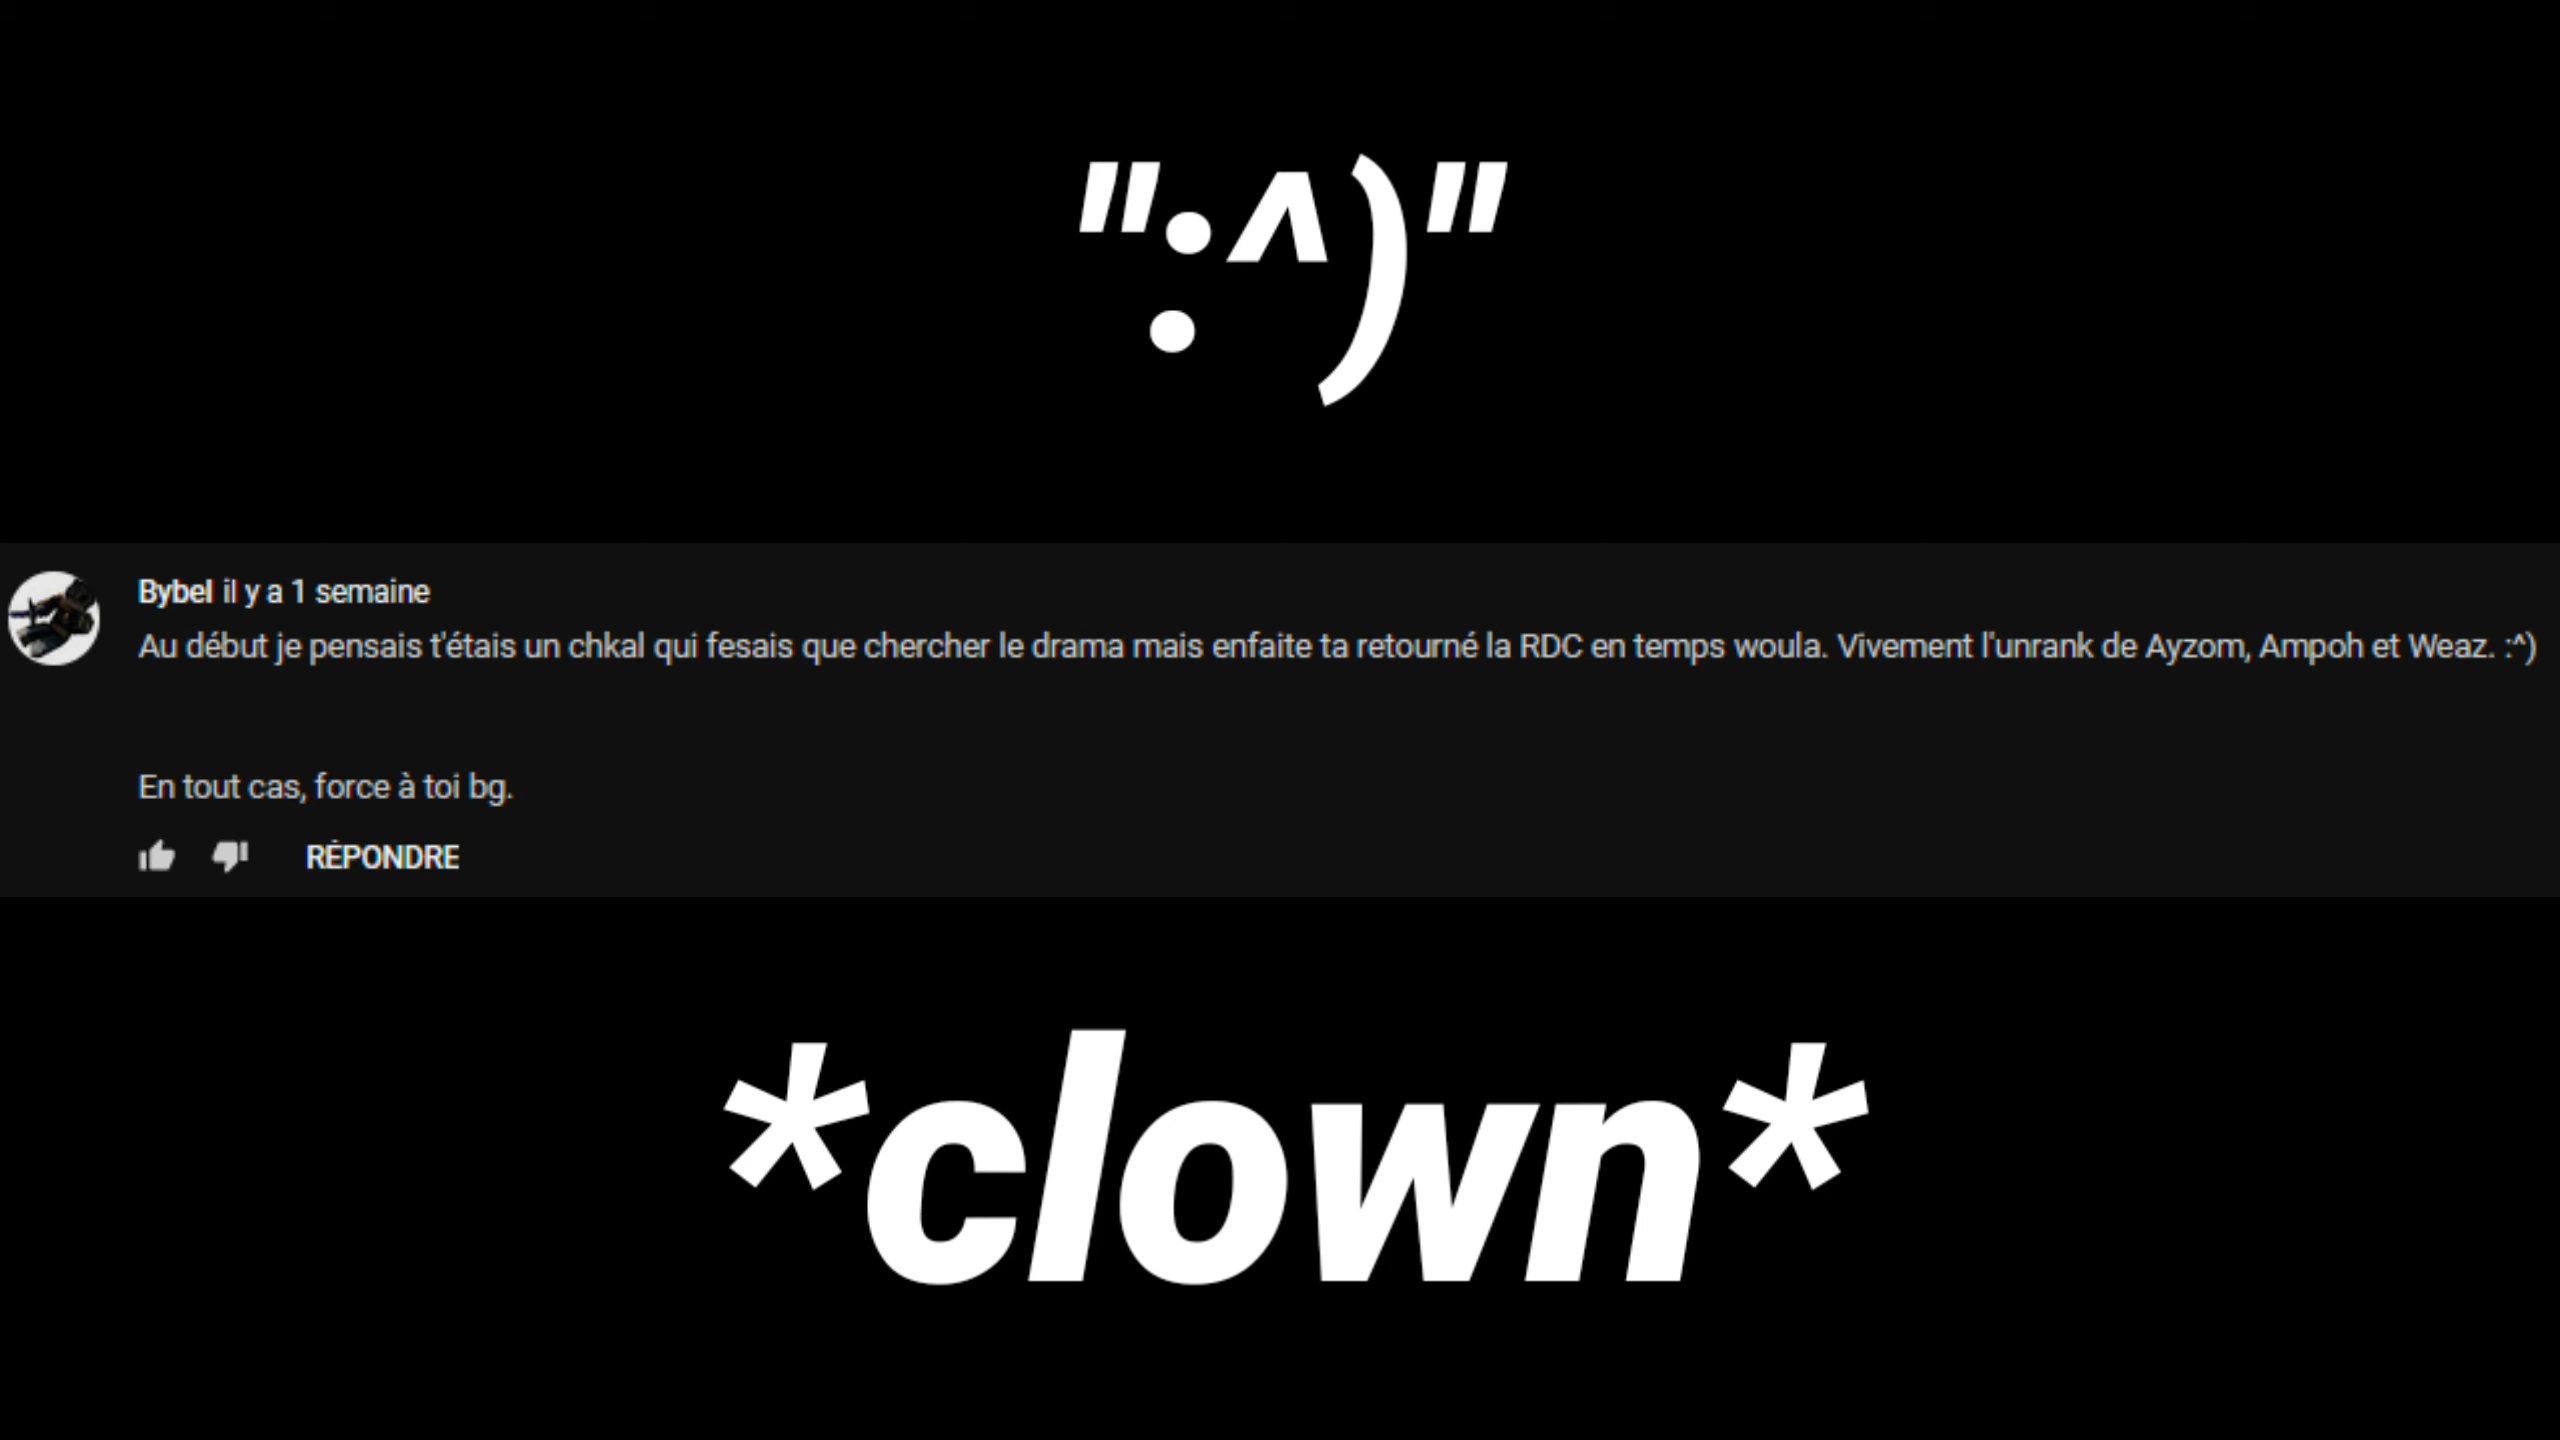 ":^)"
Bybel il y a 1 semaine
Au début je pensais t'étais un chkal qui fesais que chercher le drama mais enfaite ta retourné la RDC en temps woula. Vivement l'unrank de Ayzom, Ampoh et Weaz. :^)
En tout cas, force à toi bg.
RÉPONDRE
*clown*